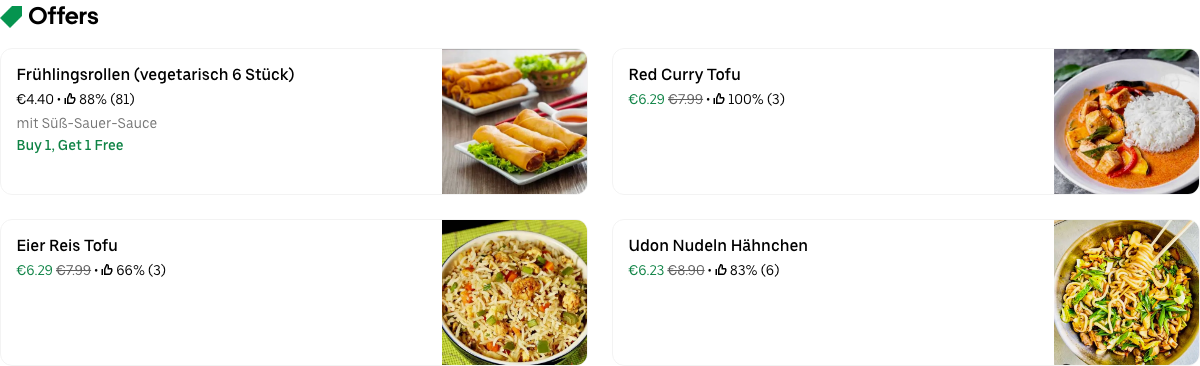 Offers
Frühlingsrollen (vegetarisch 6 Stück)
€4.40 • 88% (81)
mit Süß-Sauer-Sauce
Buy 1, Get 1 Free
Red Curry Tofu
€6.29 €7.99 • 100% (3)
Eier Reis Tofu
€6.29 €7.99 • 66% (3)
Udon Nudeln Hähnchen
€6.23 €8.90 • 83% (6)